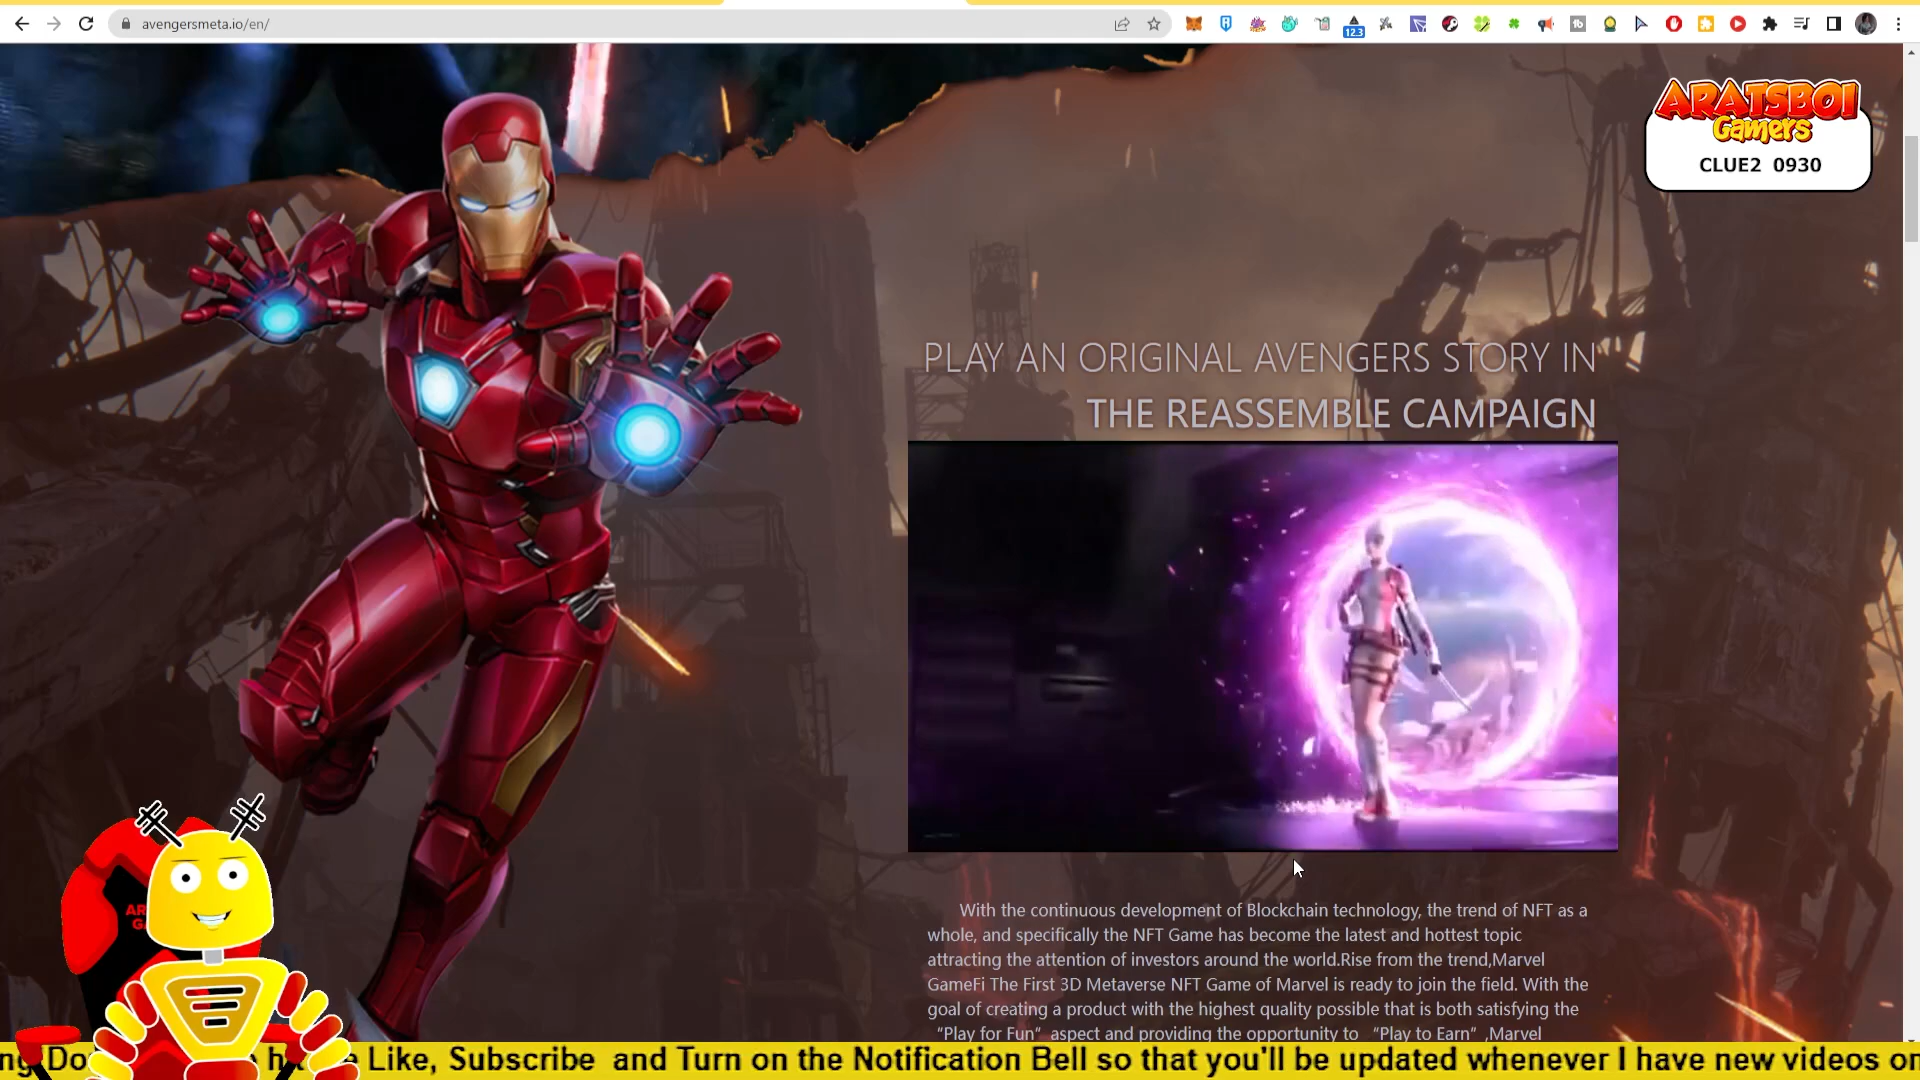 avengersmeta.io/en/
12.3
ARATSBOI
Gamers
CLUE2 0930
PLAY AN ORIGINAL AVENGERS STORY IN
THE REASSEMBLE CAMPAIGN
With the continuous development of Blockchain technology, the trend of NFT as a
whole, and specifically the NFT Game has become the latest and hottest topic
attracting the attention of investors around the world.Rise from the trend,Marvel
GameFi The First 3D Metaverse NFT Game of Marvel is ready to join the field. With the
goal of creating a product with the highest quality possible that is both satisfying the
“Play for Fun” aspect and providing the opportunity to “Play to Earn” ,Marvel
Like, Subscribe and Turn on the Notification Bell so that you'll be updated whenever I have new videos